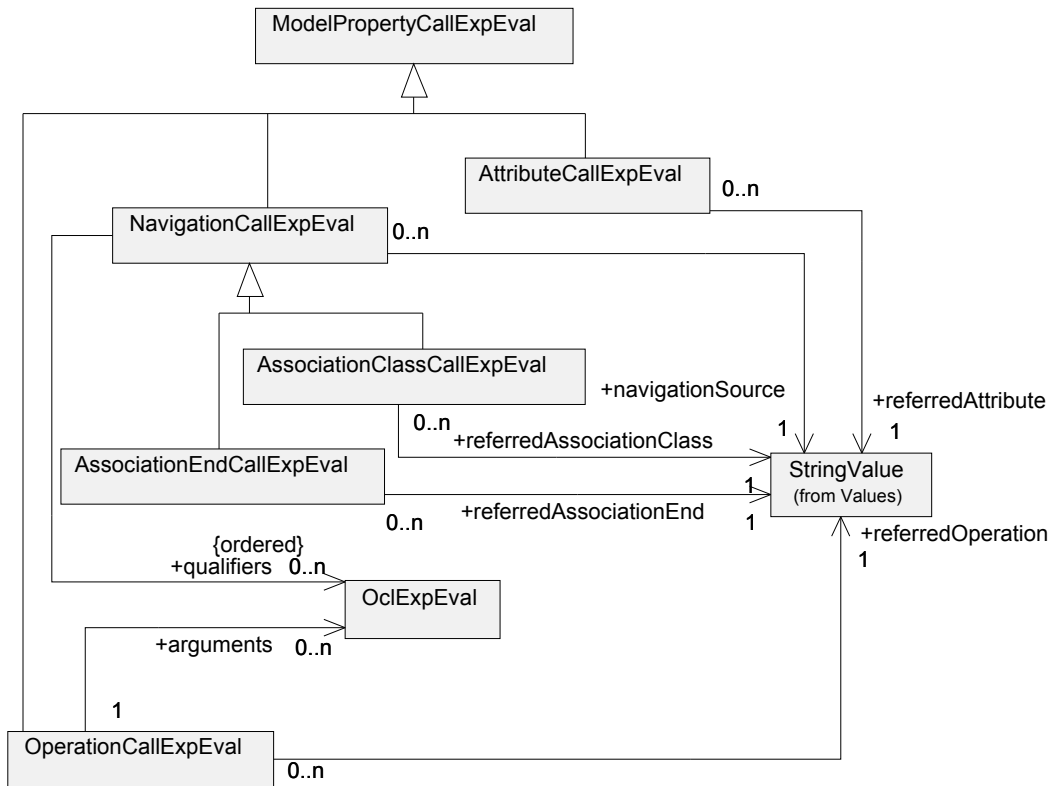 ModelPropertyCallExpEval
AttributeCallExpEval
0..n
NavigationCallExpEval
0..n
AssociationClassCallExpEval
+navigationSource
+referredAttribute
0..n
1
1
+referredAssociationClass
AssociationEndCallExpEval
StringValue
(from Values)
1
0..n
+referredAssociationEnd
1
+referredOperation
{ordered}
1
+qualifiers
0..n
OclExpEval
+arguments
0..n
1
OperationCallExpEval
0..n